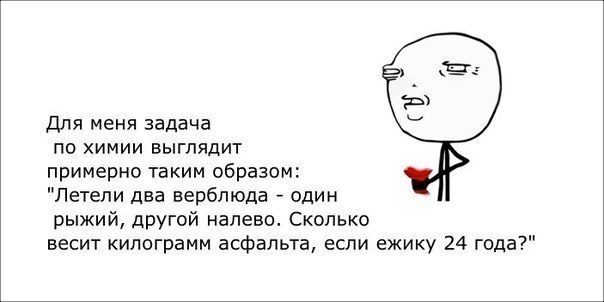 Для меня задача
по химии выглядит
примерно таким образом:
"Летели два верблюда - один
рыжий, другой налево. Сколько
весит килограмм асфальта, если ежику 24 года?"